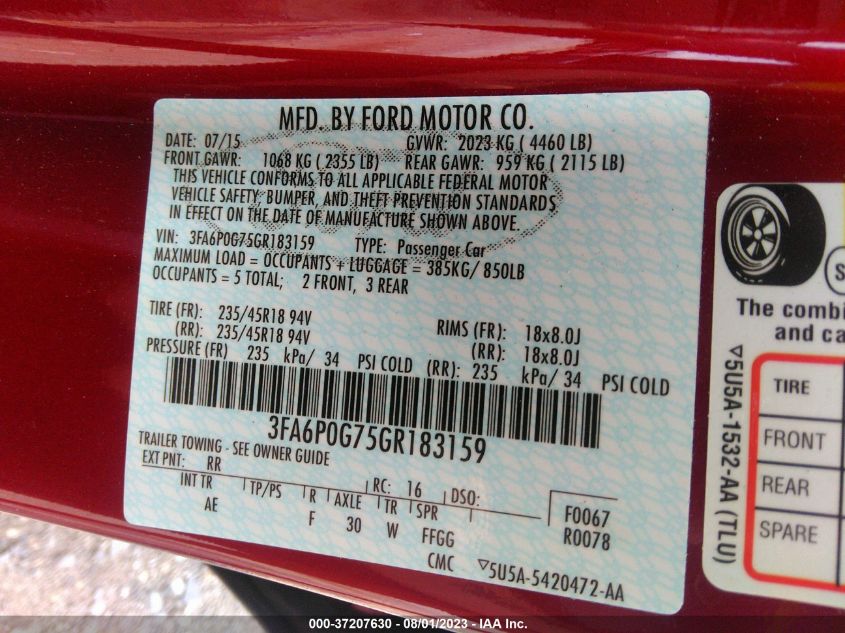 MFD. BY FORD MOTOR CO.
DATE: 07/15 GVWR: 2023 KG ( 4460 LB)
FRONT GAWR: 1068 KG ( 2355 LB) REAR GAWR: 959 KG ( 2115 LB)
THIS VEHICLE CONFORMS TO ALL APPLICABLE FEDERAL MOTOR
VEHICLE SAFETY, BUMPER, AND THEFT PREVENTION STANDARDS
IN EFFECT ON THE DATE OF MANUFACTURE SHOWN ABOVE.
VIN: 3FA6P0G75GR183159 TYPE: Passenger Car
MAXIMUM LOAD = OCCUPANTS + LUGGAGE = 385KG/ 850LB
OCCUPANTS = 5 TOTAL; 2 FRONT, 3 REAR
TIRE (FR): 235/45R18 94V RIMS (FR): 18x8.0J
(RR): 235/45R18 94V (RR): 18x8.0J
PRESSURE (FR) 235 kPa/ 34 PSI COLD (RR): 235 kPa/ 34 PSI COLD
3FA6P0G75GR183159
TRAILER TOWING - SEE OWNER GUIDE
EXT PNT: RR RC: 16 DSO:
INT TR TP/PS R AXLE TR SPR F0067
AE F 30 W FFGG R0078
CMC ▽5U5A-5420472-AA
The combi
and ca
▽5U5A-1532-AA (TLU)
TIRE
FRONT
REAR
SPARE
000-37207630 - 08/01/2023 - IAA Inc.